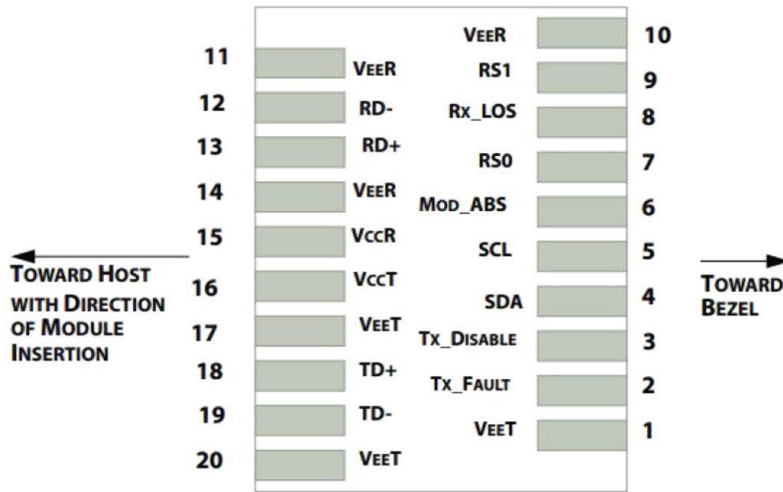 VEER 10
11 VEER
RS1 9
12 RD-
RX_LOS 8
13 RD+
RS0 7
14 VEER
MOD_ABS 6
15 VCCR
SCL 5
TOWARD HOST
WITH DIRECTION
OF MODULE
INSERTION
TOWARD
BEZEL
16 VCCT
SDA 4
17 VEET
TX_DISABLE 3
18 TD+
TX_FAULT 2
19 TD-
VEET 1
20 VEET